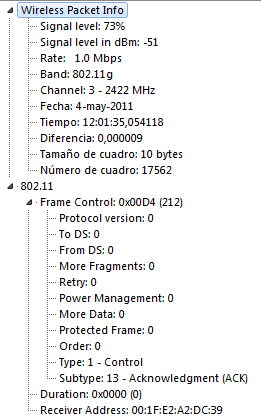 Wireless Packet Info
Signal level: 73%
Signal level in dBm: -51
Rate: 1.0 Mbps
Band: 802.11g
Channel: 3 - 2422 MHz
Fecha: 4-may-2011
Tiempo: 12:01:35,054118
Diferencia: 0,000009
Tamaño de cuadro: 10 bytes
Número de cuadro: 17562
802.11
Frame Control: 0x00D4 (212)
Protocol version: 0
To DS: 0
From DS: 0
More Fragments: 0
Retry: 0
Power Management: 0
More Data: 0
Protected Frame: 0
Order: 0
Type: 1 - Control
Subtype: 13 - Acknowledgment (ACK)
Duration: 0x0000 (0)
Receiver Address: 00:1F:E2:A2:DC:39